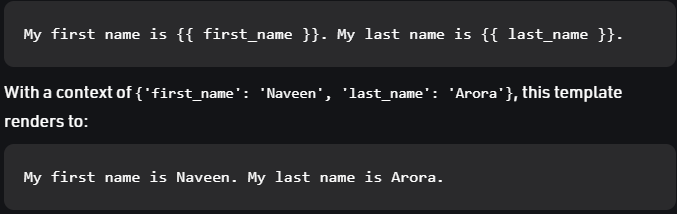 My first name is {{ first_name }}. My last name is {{ last_name }}.
With a context of {'first_name': 'Naveen', 'last_name': 'Arora'}, this template
renders to:
My first name is Naveen. My last name is Arora.